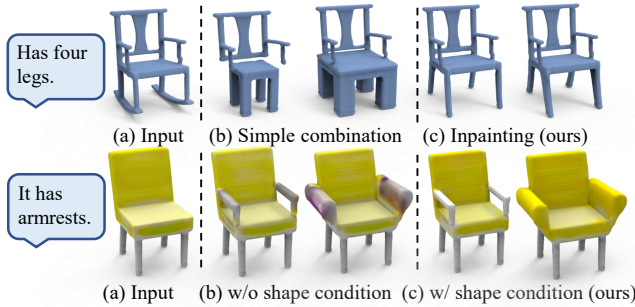 Has four
legs.
(a) Input (b) Simple combination (c) Inpainting (ours)
It has
armrests.
(a) Input (b) w/o shape condition (c) w/ shape condition (ours)